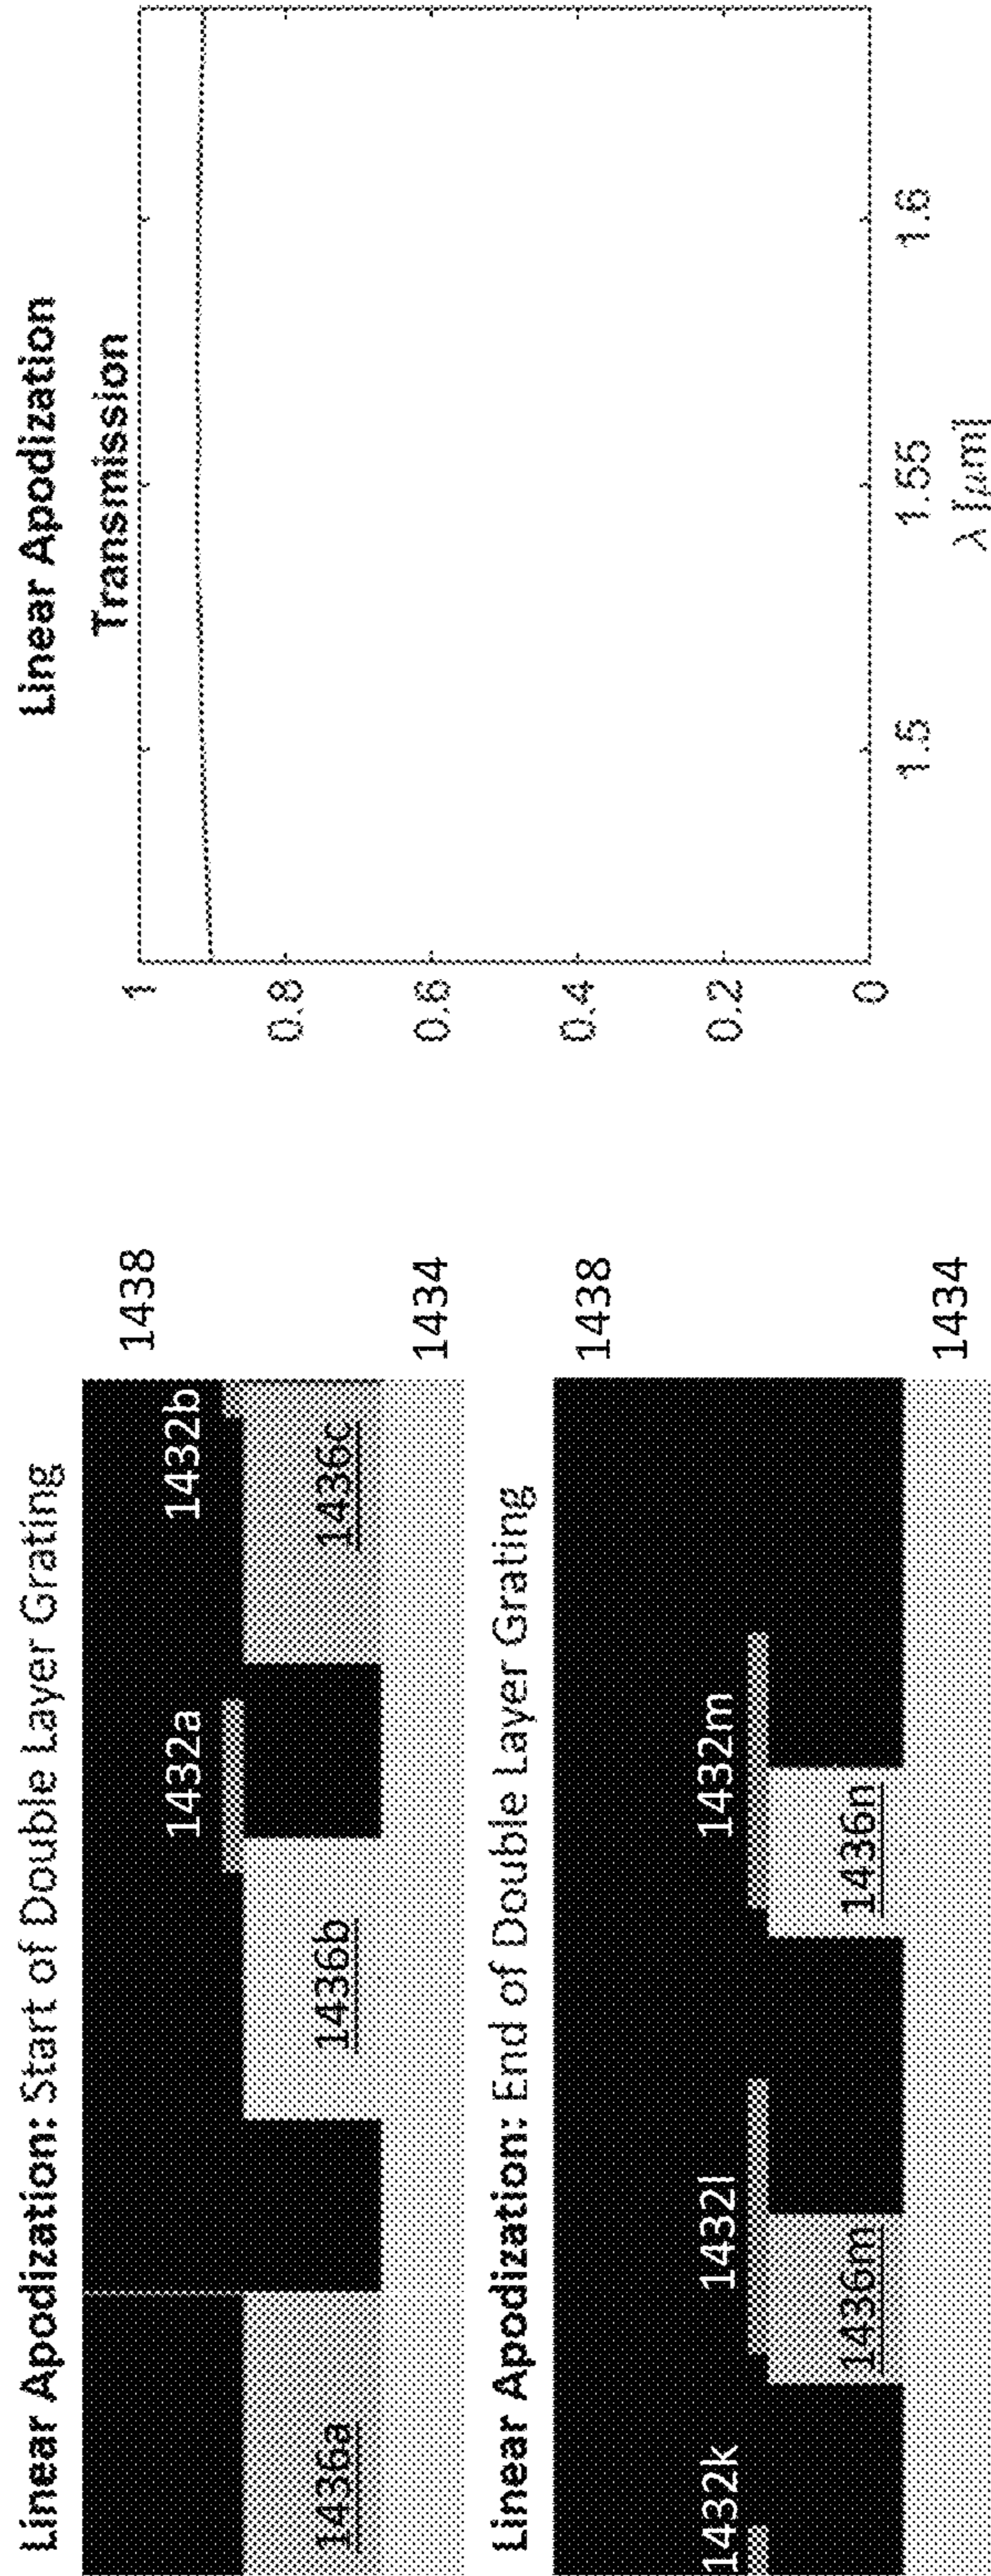 Linear Apodization: Start of Double Layer Grating
1438
1432a
1432b
1436a
1436b
1436c
1434
Linear Apodization: End of Double Layer Grating
1438
1432k
1432l
1432m
1436m
1436n
1434
Linear Apodization
Transmission
1
0.8
0.6
0.4
0.2
0
1.5
1.55
1.6
λ [μm]